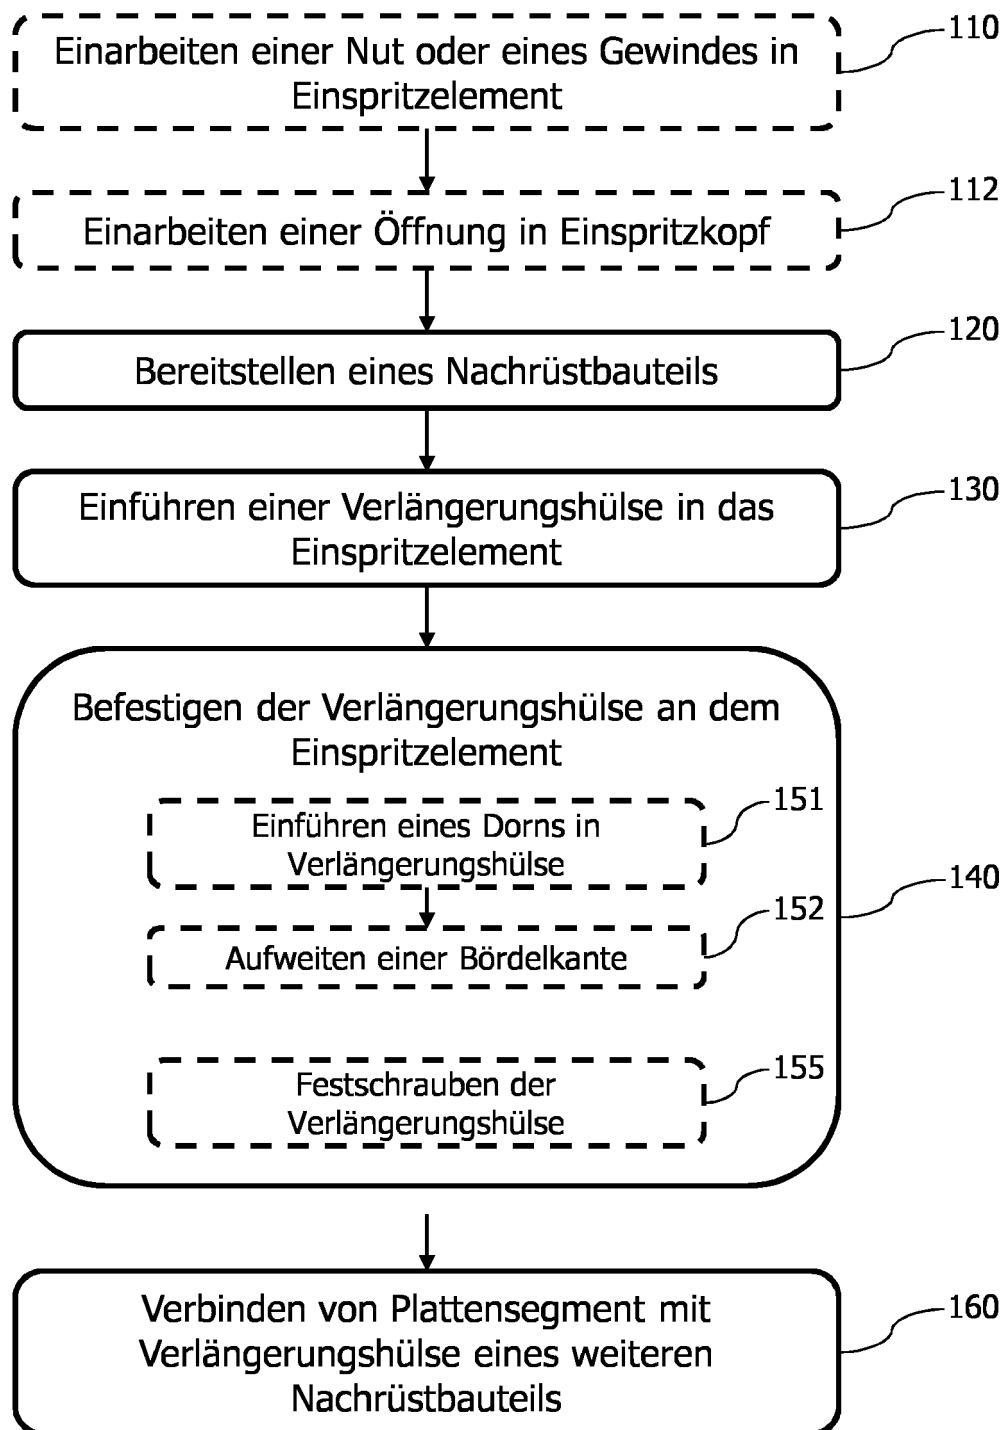 Einarbeiten einer Nut oder eines Gewindes in
Einspritzelement
110
Einarbeiten einer Öffnung in Einspritzkopf
112
Bereitstellen eines Nachrüstbauteils
120
Einführen einer Verlängerungshülse in das
Einspritzelement
130
Befestigen der Verlängerungshülse an dem
Einspritzelement
140
Einführen eines Dorns in
Verlängerungshülse
151
Aufweiten einer Bördelkante
152
Festschrauben der
Verlängerungshülse
155
Verbinden von Plattensegment mit
Verlängerungshülse eines weiteren
Nachrüstbauteils
160